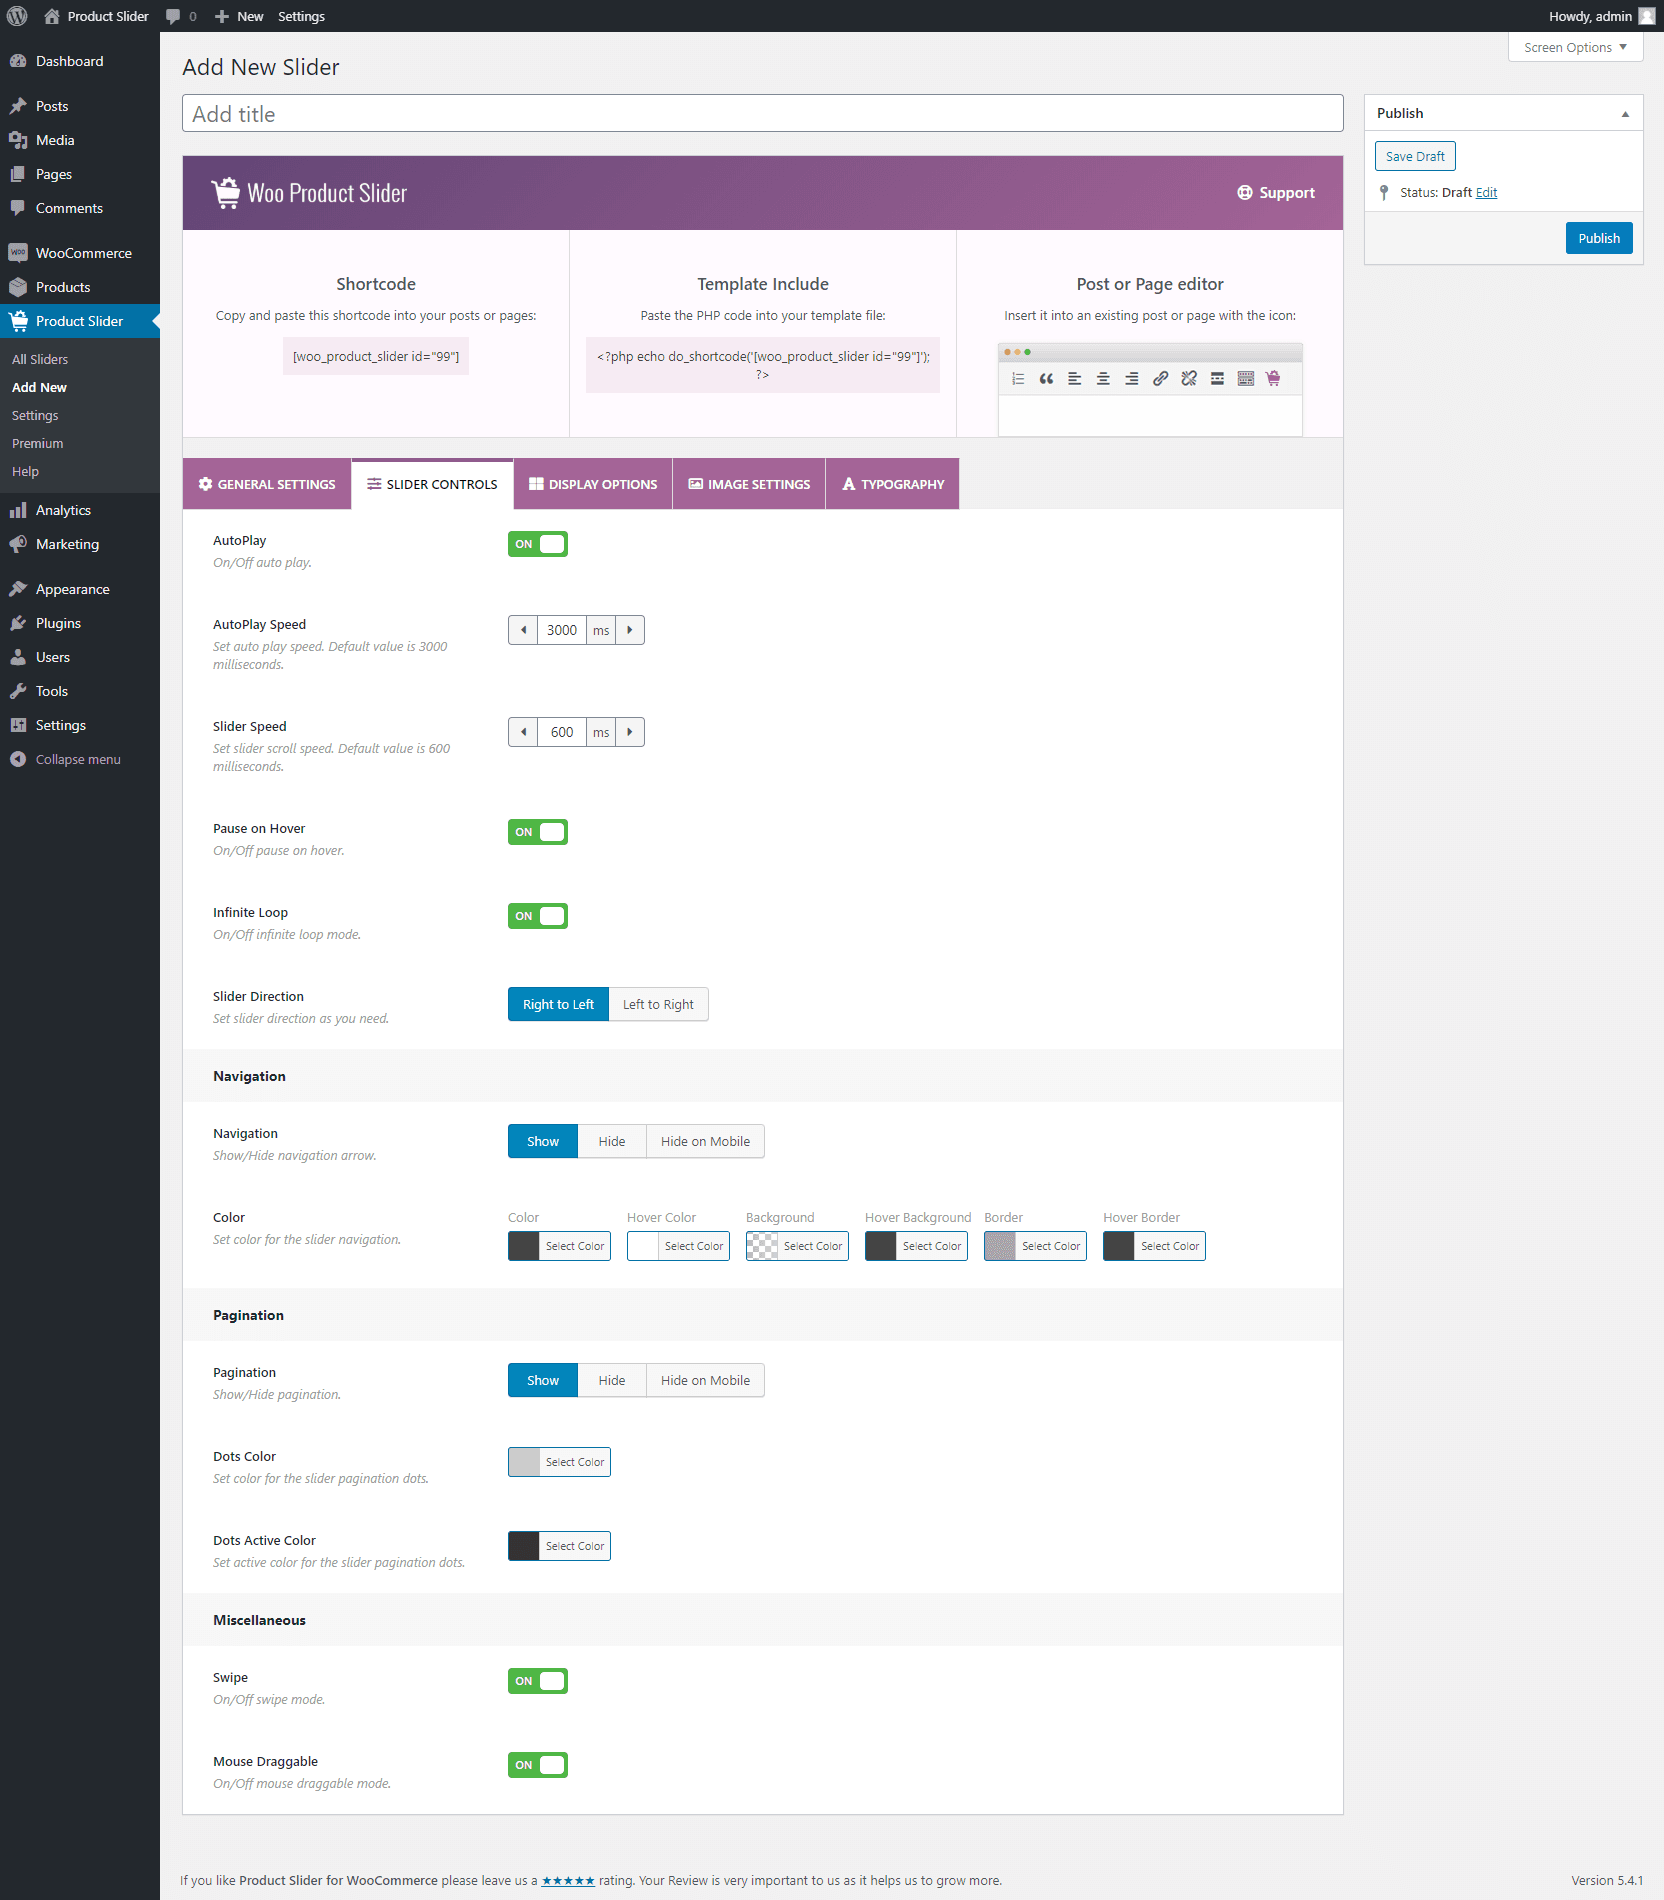 Product Slider
0
New
Settings
Howdy, admin
Screen Options
Dashboard
Posts
Media
Pages
Comments
WooCommerce
Products
Product Slider
All Sliders
Add New
Settings
Premium
Help
Analytics
Marketing
Appearance
Plugins
Users
Tools
Settings
Collapse menu
Add New Slider
Add title
Woo Product Slider
Support
Shortcode
Copy and paste this shortcode into your posts or pages:
[woo_product_slider id="99"]
Template Include
Paste the PHP code into your template file:
<?php echo do_shortcode('[woo_product_slider id="99"]');
?>
Post or Page editor
Insert it into an existing post or page with the icon:
GENERAL SETTINGS
SLIDER CONTROLS
DISPLAY OPTIONS
IMAGE SETTINGS
TYPOGRAPHY
AutoPlay
On/Off auto play.
ON
AutoPlay Speed
Set auto play speed. Default value is 3000
milliseconds.
3000 ms
Slider Speed
Set slider scroll speed. Default value is 600
milliseconds.
600 ms
Pause on Hover
On/Off pause on hover.
ON
Infinite Loop
On/Off infinite loop mode.
ON
Slider Direction
Set slider direction as you need.
Right to Left
Left to Right
Navigation
Navigation
Show/Hide navigation arrow.
Show
Hide
Hide on Mobile
Color
Set color for the slider navigation.
Color
Select Color
Hover Color
Select Color
Background
Select Color
Hover Background
Select Color
Border
Select Color
Hover Border
Select Color
Pagination
Pagination
Show/Hide pagination.
Show
Hide
Hide on Mobile
Dots Color
Set color for the slider pagination dots.
Select Color
Dots Active Color
Set active color for the slider pagination dots.
Select Color
Miscellaneous
Swipe
On/Off swipe mode.
ON
Mouse Draggable
On/Off mouse draggable mode.
ON
Publish
Save Draft
Status: Draft Edit
Publish
If you like Product Slider for WooCommerce please leave us a ★★★★★ rating. Your Review is very important to us as it helps us to grow more.
Version 5.4.1